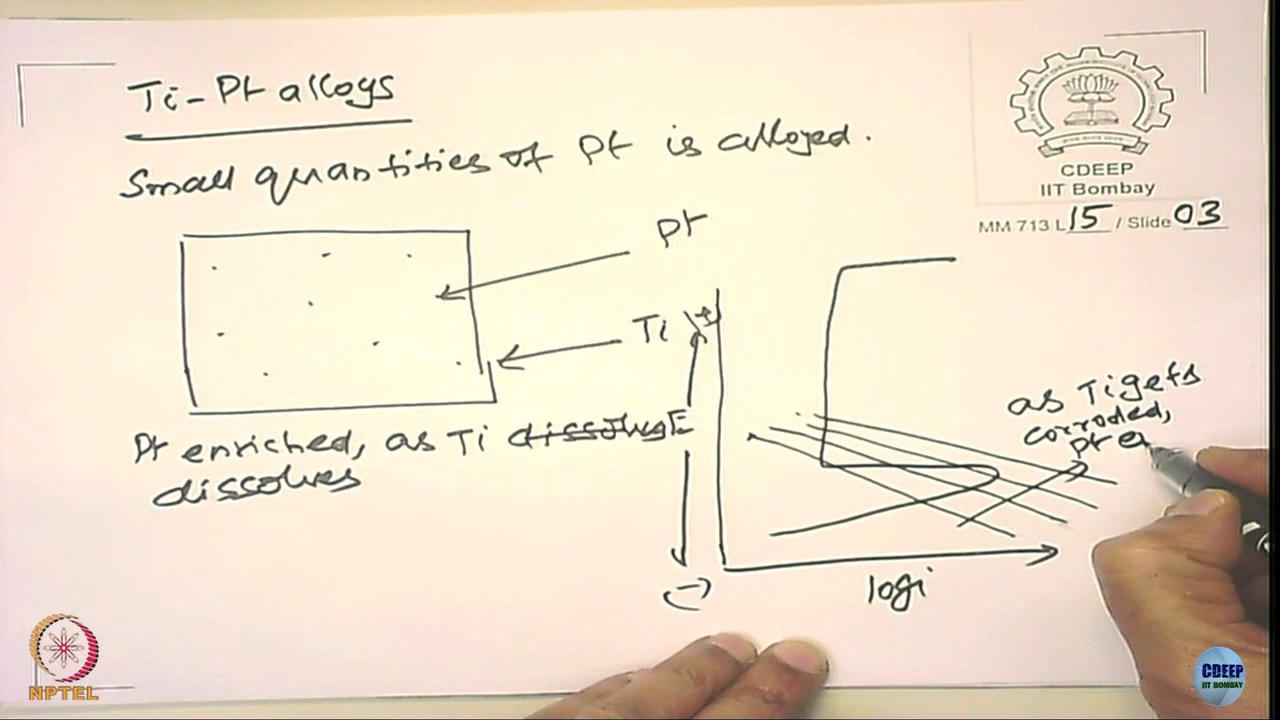 Ti-Pt alloys
Small quantities of Pt is alloyed.
CDEEP
IIT Bombay
MM 713 L 15 / Slide 03
Pt
Ti
(+)
E
(-)
log i
as Ti gets
corroded,
Pt e
Pt enriched, as Ti
dissolves
NPTEL
CDEEP
IIT BOMBAY